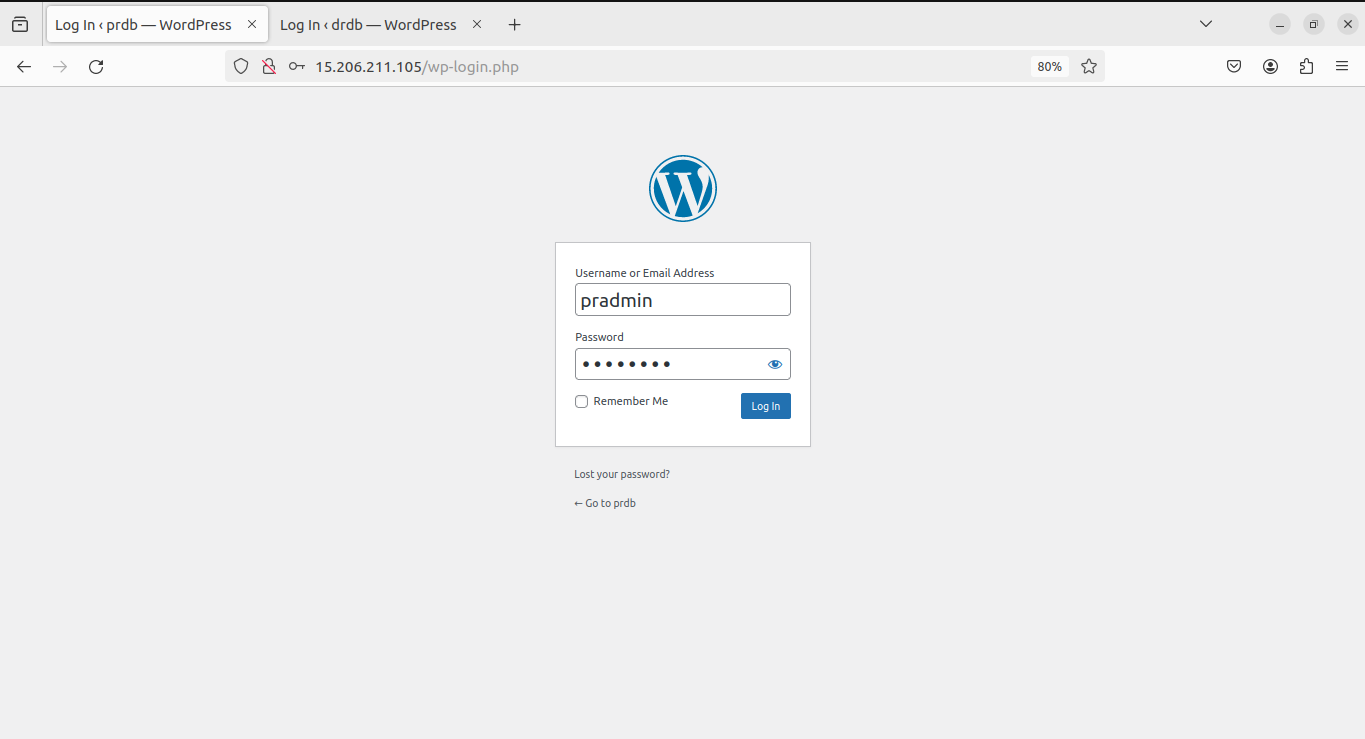 Log In ‹ prdb — WordPress
Log In ‹ drdb — WordPress
15.206.211.105/wp-login.php
80%
Username or Email Address
pradmin
Password
••••••••
Remember Me
Log In
Lost your password?
← Go to prdb